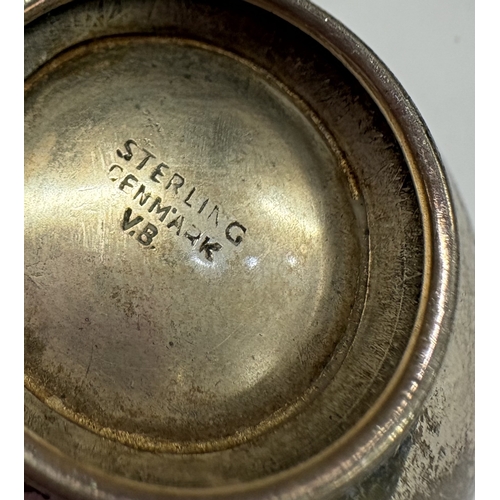 STERLING
DENMARK
V.B.